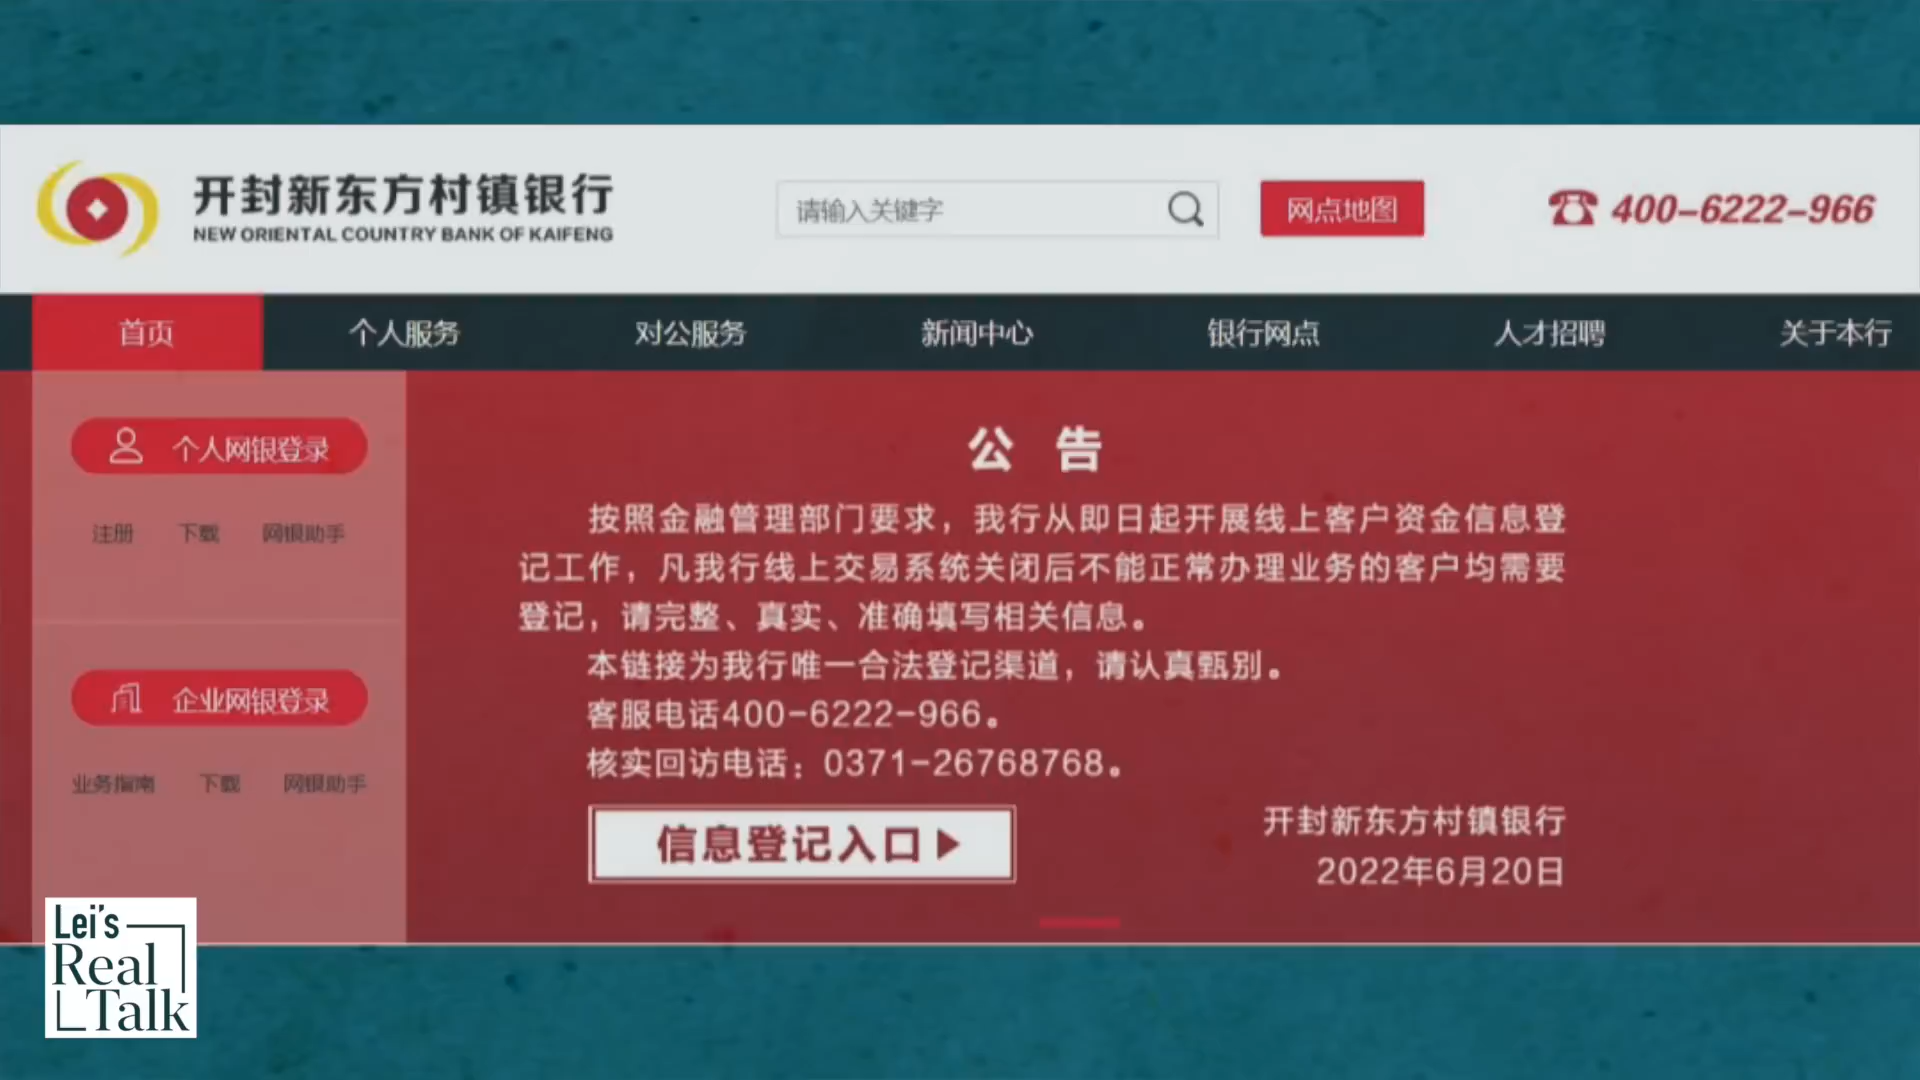 开封新东方村镇银行
NEW ORIENTAL COUNTRY BANK OF KAIFENG
请输入关键字
网点地图
400-6222-966
首页
个人服务
对公服务
新闻中心
银行网点
人才招聘
关于本行
个人网银登录
注册 下载 网银助手
企业网银登录
业务指南 下载 网银助手
公 告
按照金融管理部门要求，我行从即日起开展线上客户资金信息登
记工作，凡我行线上交易系统关闭后不能正常办理业务的客户均需要
登记，请完整、真实、准确填写相关信息。
本链接为我行唯一合法登记渠道，请认真甄别。
客服电话400-6222-966。
核实回访电话：0371-26768768。
信息登记入口
开封新东方村镇银行
2022年6月20日
Lei's
Real
Talk